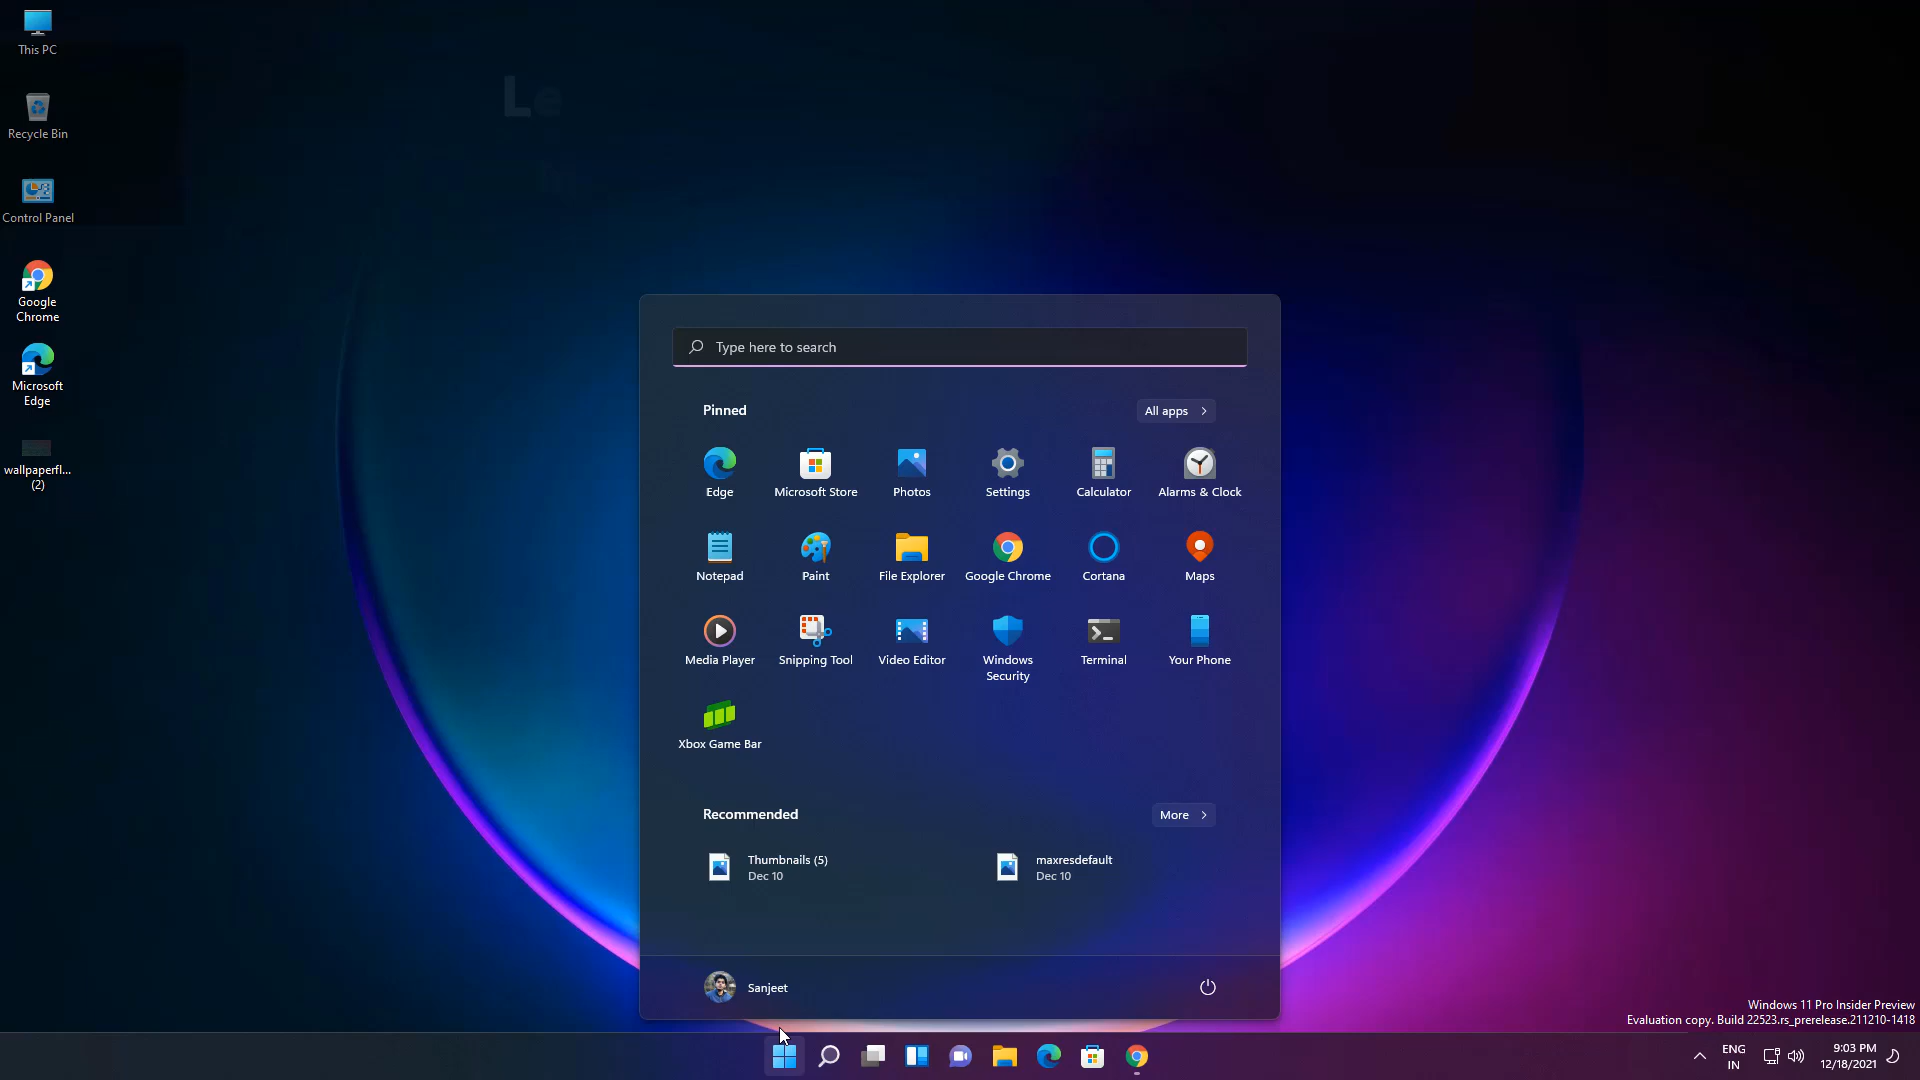 This PC
Recycle Bin
Control Panel
Google
Chrome
Microsoft
Edge
wallpaperfl...
(2)
Le
Type here to search
Pinned
All apps
Edge
Microsoft Store
Photos
Settings
Calculator
Alarms & Clock
Notepad
Paint
File Explorer
Google Chrome
Cortana
Maps
Media Player
Snipping Tool
Video Editor
Windows
Security
Terminal
Your Phone
Xbox Game Bar
Recommended
More
Thumbnails (5)
Dec 10
maxresdefault
Dec 10
Sanjeet
Windows 11 Pro Insider Preview
Evaluation copy. Build 22523.rs_prerelease.211210-1418
ENG
IN
9:03 PM
12/18/2021